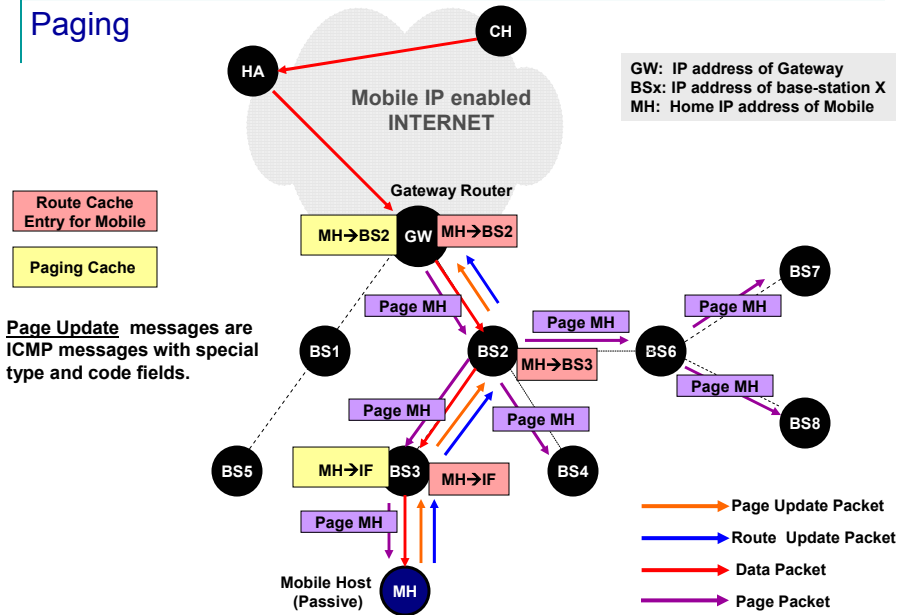 Paging
CH
HA
GW: IP address of Gateway
BSx: IP address of base-station X
MH: Home IP address of Mobile
Mobile IP enabled
INTERNET
Gateway Router
Route Cache
Entry for Mobile
MH→BS2
GW
MH→BS2
Paging Cache
BS7
Page MH
Page MH
Page MH
Page Update messages are
ICMP messages with special
type and code fields.
BS1
BS2
BS6
MH→BS3
Page MH
Page MH
Page MH
BS8
MH→IF
BS5
BS3
BS4
MH→IF
Page MH
Page Update Packet
Route Update Packet
Data Packet
Page Packet
Mobile Host
(Passive)
MH